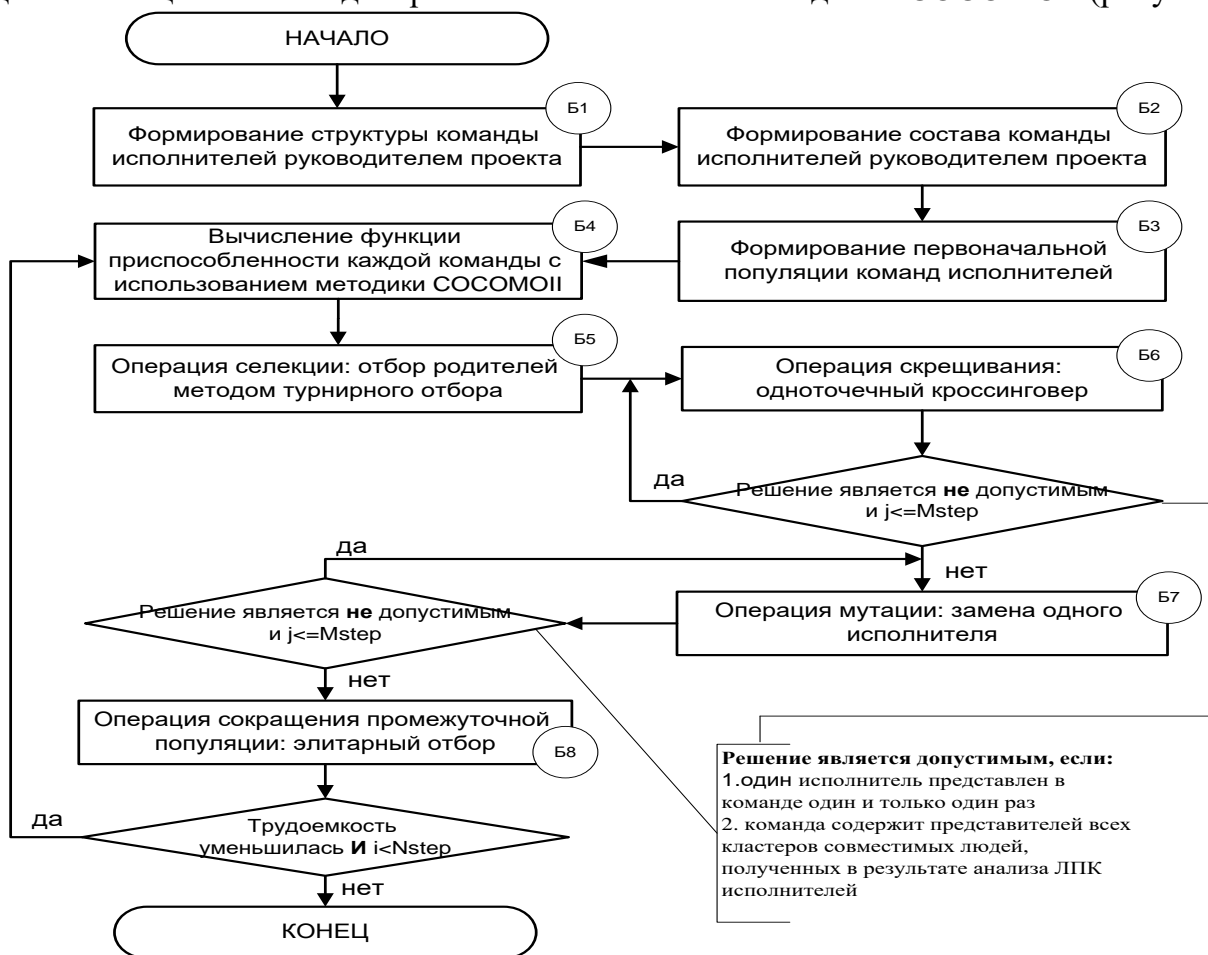 НАЧАЛО
Б1
Формирование структуры команды
исполнителей руководителем проекта
Б2
Формирование состава команды
исполнителей руководителем проекта
Б4
Вычисление функции
приспособленности каждой команды с
использованием методики COCOMOII
Б3
Формирование первоначальной
популяции команд исполнителей
Б5
Операция селекции: отбор родителей
методом турнирного отбора
Б6
Операция скрещивания:
одноточечный кроссинговер
да
Решение является не допустимым
и j<=Mstep
нет
да
Решение является не допустимым
и j<=Mstep
нет
Б7
Операция мутации: замена одного
исполнителя
Операция сокращения промежуточной
популяции: элитарный отбор
Б8
Решение является допустимым, если:
1.один исполнитель представлен в
команде один и только один раз
2. команда содержит представителей всех
кластеров совместимых людей,
полученных в результате анализа ЛПК
исполнителей
да
Трудоемкость
уменьшилась И i<Nstep
нет
КОНЕЦ